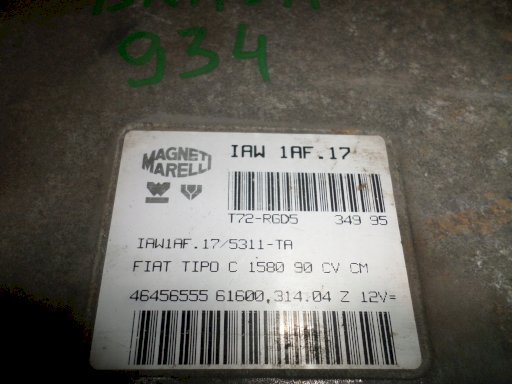 934
MAGNETI
MARELLI
IAW 1AF.17
T72-RGD5 349 95
IAW1AF.17/5311-TA
FIAT TIPO C 1580 90 CV CM
46456555 61600.314.04 Z 12V=